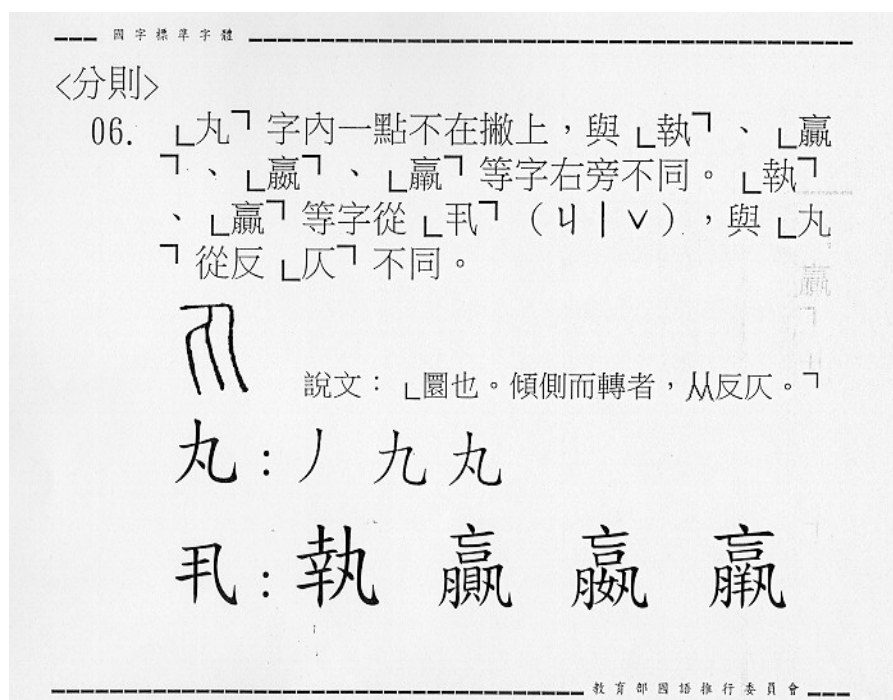 國字標準字體
<分則>
06. ﹂丸﹁字內一點不在撇上，與﹂執﹁、﹂贏
﹁、﹂嬴﹁、﹂羸﹁等字右旁不同。﹂執﹁
、﹂贏﹁等字從﹂丮﹁（ㄐㄧˇ），與﹂丸
﹁從反﹂仄﹁不同。
說文：﹂圜也。傾側而轉者，从反仄。﹁
丸：丿 九 丸
丮：執 贏 嬴 羸
教育部國語推行委員會